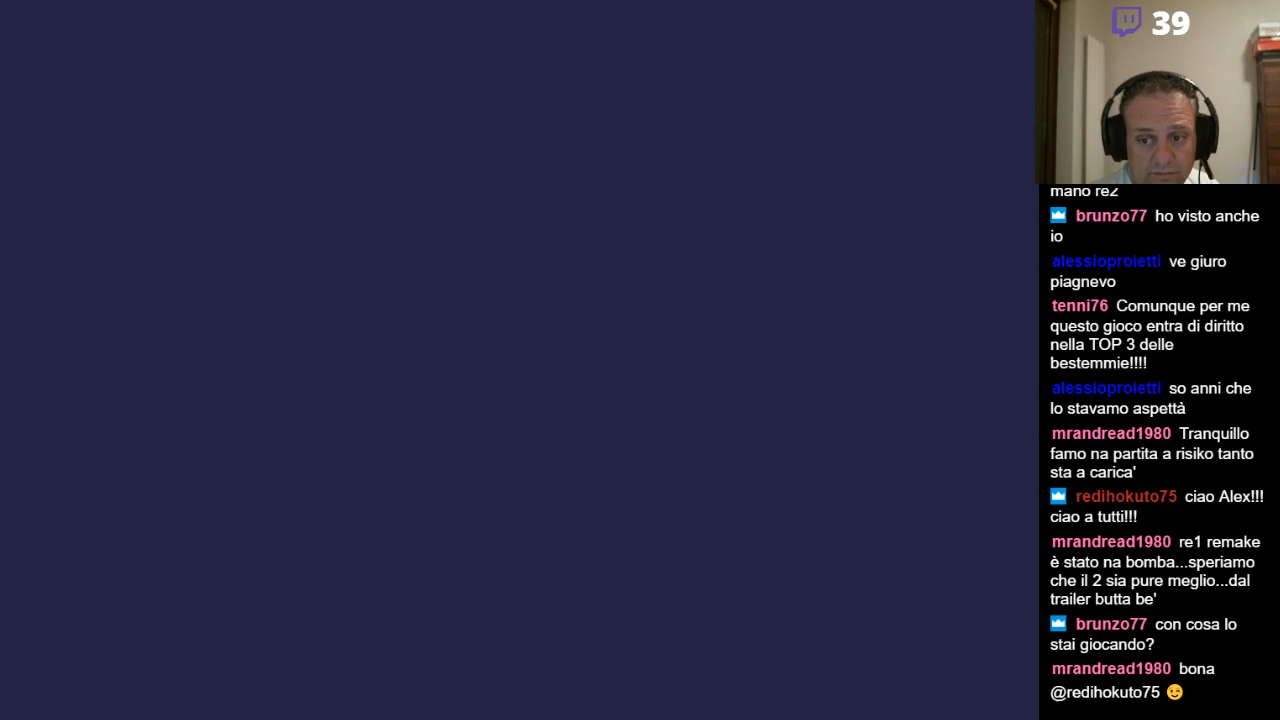 39
mano re2
brunzo77 ho visto anche
io
alessioproietti ve giuro
piagnevo
tenni76 Comunque per me
questo gioco entra di diritto
nella TOP 3 delle
bestemmie!!!!
alessioproietti so anni che
lo stavamo aspettà
mrandread1980 Tranquillo
famo na partita a risiko tanto
sta a carica'
redihokuto75 ciao Alex!!!
ciao a tutti!!!
mrandread1980 re1 remake
è stato na bomba...speriamo
che il 2 sia pure meglio...dal
trailer butta be'
brunzo77 con cosa lo
stai giocando?
mrandread1980 bona
@redihokuto75 😉